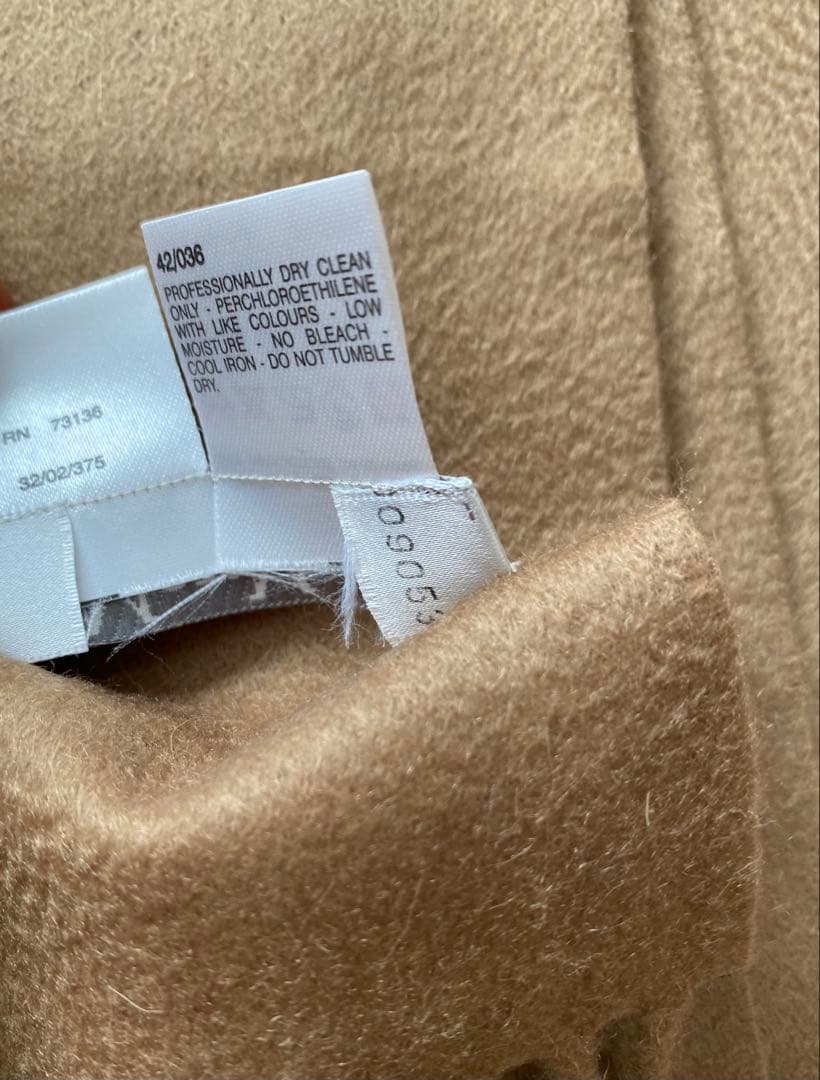 42/036
PROFESSIONALLY DRY CLEAN
ONLY - PERCHLOROETHILENE
WITH LIKE COLOURS - LOW
MOISTURE - NO BLEACH -
COOL IRON - DO NOT TUMBLE
DRY.
RN 73136
32/02/375
09053